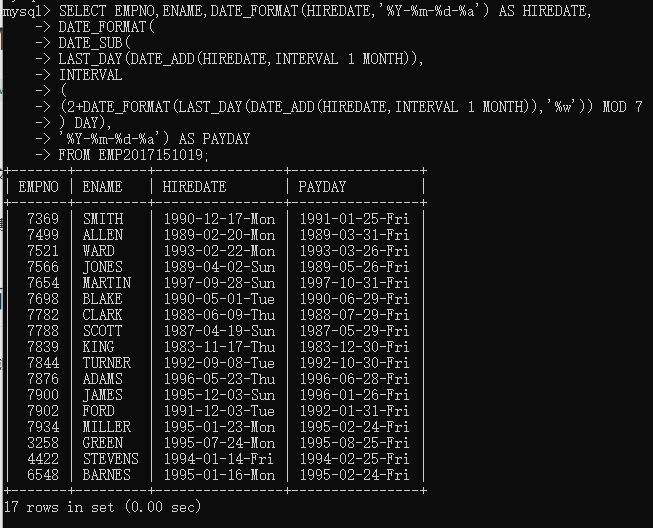 mysql> SELECT EMPNO,ENAME,DATE_FORMAT(HIREDATE,'%Y-%m-%d-%a') AS HIREDATE,
-> DATE_FORMAT(
-> DATE_SUB(
-> LAST_DAY(DATE_ADD(HIREDATE,INTERVAL 1 MONTH)),
-> INTERVAL
-> (
-> (2+DATE_FORMAT(LAST_DAY(DATE_ADD(HIREDATE,INTERVAL 1 MONTH)),'%w')) MOD 7
-> ) DAY),
-> '%Y-%m-%d-%a') AS PAYDAY
-> FROM EMP2017151019;
+-------+---------+----------------+----------------+
| EMPNO | ENAME | HIREDATE | PAYDAY |
+-------+---------+----------------+----------------+
| 7369 | SMITH | 1990-12-17-Mon | 1991-01-25-Fri |
| 7499 | ALLEN | 1989-02-20-Mon | 1989-03-31-Fri |
| 7521 | WARD | 1993-02-22-Mon | 1993-03-26-Fri |
| 7566 | JONES | 1989-04-02-Sun | 1989-05-26-Fri |
| 7654 | MARTIN | 1997-09-28-Sun | 1997-10-31-Fri |
| 7698 | BLAKE | 1990-05-01-Tue | 1990-06-29-Fri |
| 7782 | CLARK | 1988-06-09-Thu | 1988-07-29-Fri |
| 7788 | SCOTT | 1987-04-19-Sun | 1987-05-29-Fri |
| 7839 | KING | 1983-11-17-Thu | 1983-12-30-Fri |
| 7844 | TURNER | 1992-09-08-Tue | 1992-10-30-Fri |
| 7876 | ADAMS | 1996-05-23-Thu | 1996-06-28-Fri |
| 7900 | JAMES | 1995-12-03-Sun | 1996-01-26-Fri |
| 7902 | FORD | 1991-12-03-Tue | 1992-01-31-Fri |
| 7934 | MILLER | 1995-01-23-Mon | 1995-02-24-Fri |
| 3258 | GREEN | 1995-07-24-Mon | 1995-08-25-Fri |
| 4422 | STEVENS | 1994-01-14-Fri | 1994-02-25-Fri |
| 6548 | BARNES | 1995-01-16-Mon | 1995-02-24-Fri |
+-------+---------+----------------+----------------+
17 rows in set (0.00 sec)